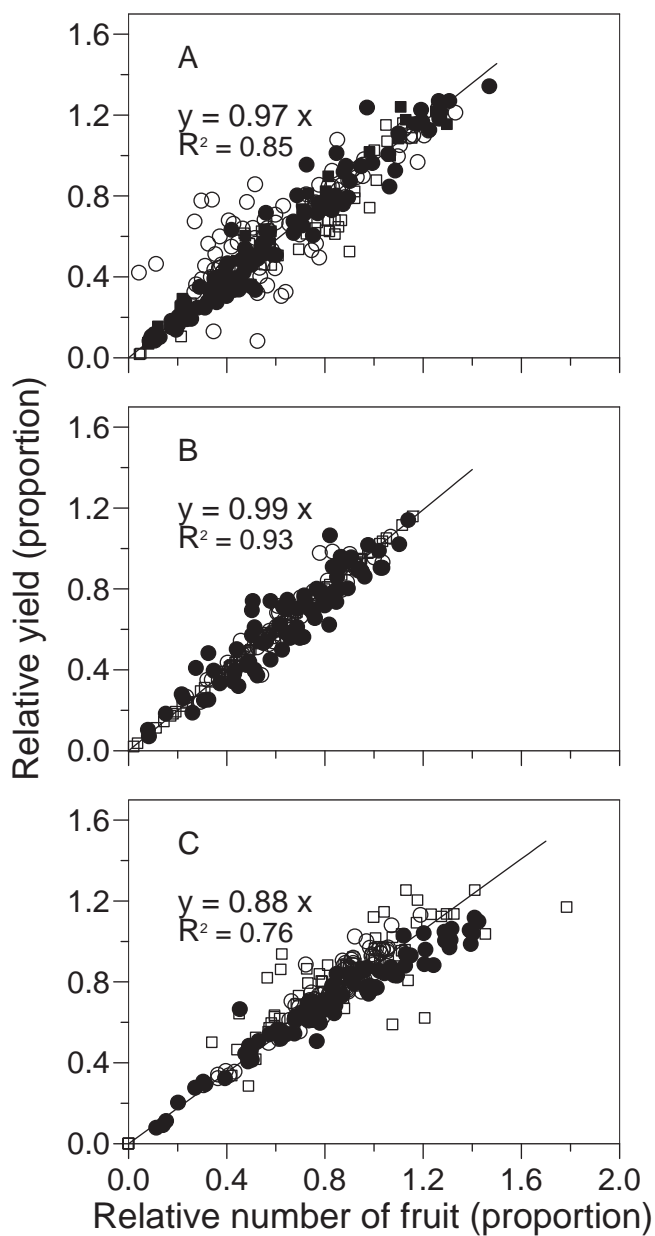 Relative yield (proportion)
1.6
1.2
0.8
0.4
0.0
A
y = 0.97 x
R² = 0.85
1.6
1.2
0.8
0.4
0.0
B
y = 0.99 x
R² = 0.93
1.6
1.2
0.8
0.4
0.0
C
y = 0.88 x
R² = 0.76
0.0 0.4 0.8 1.2 1.6 2.0
Relative number of fruit (proportion)